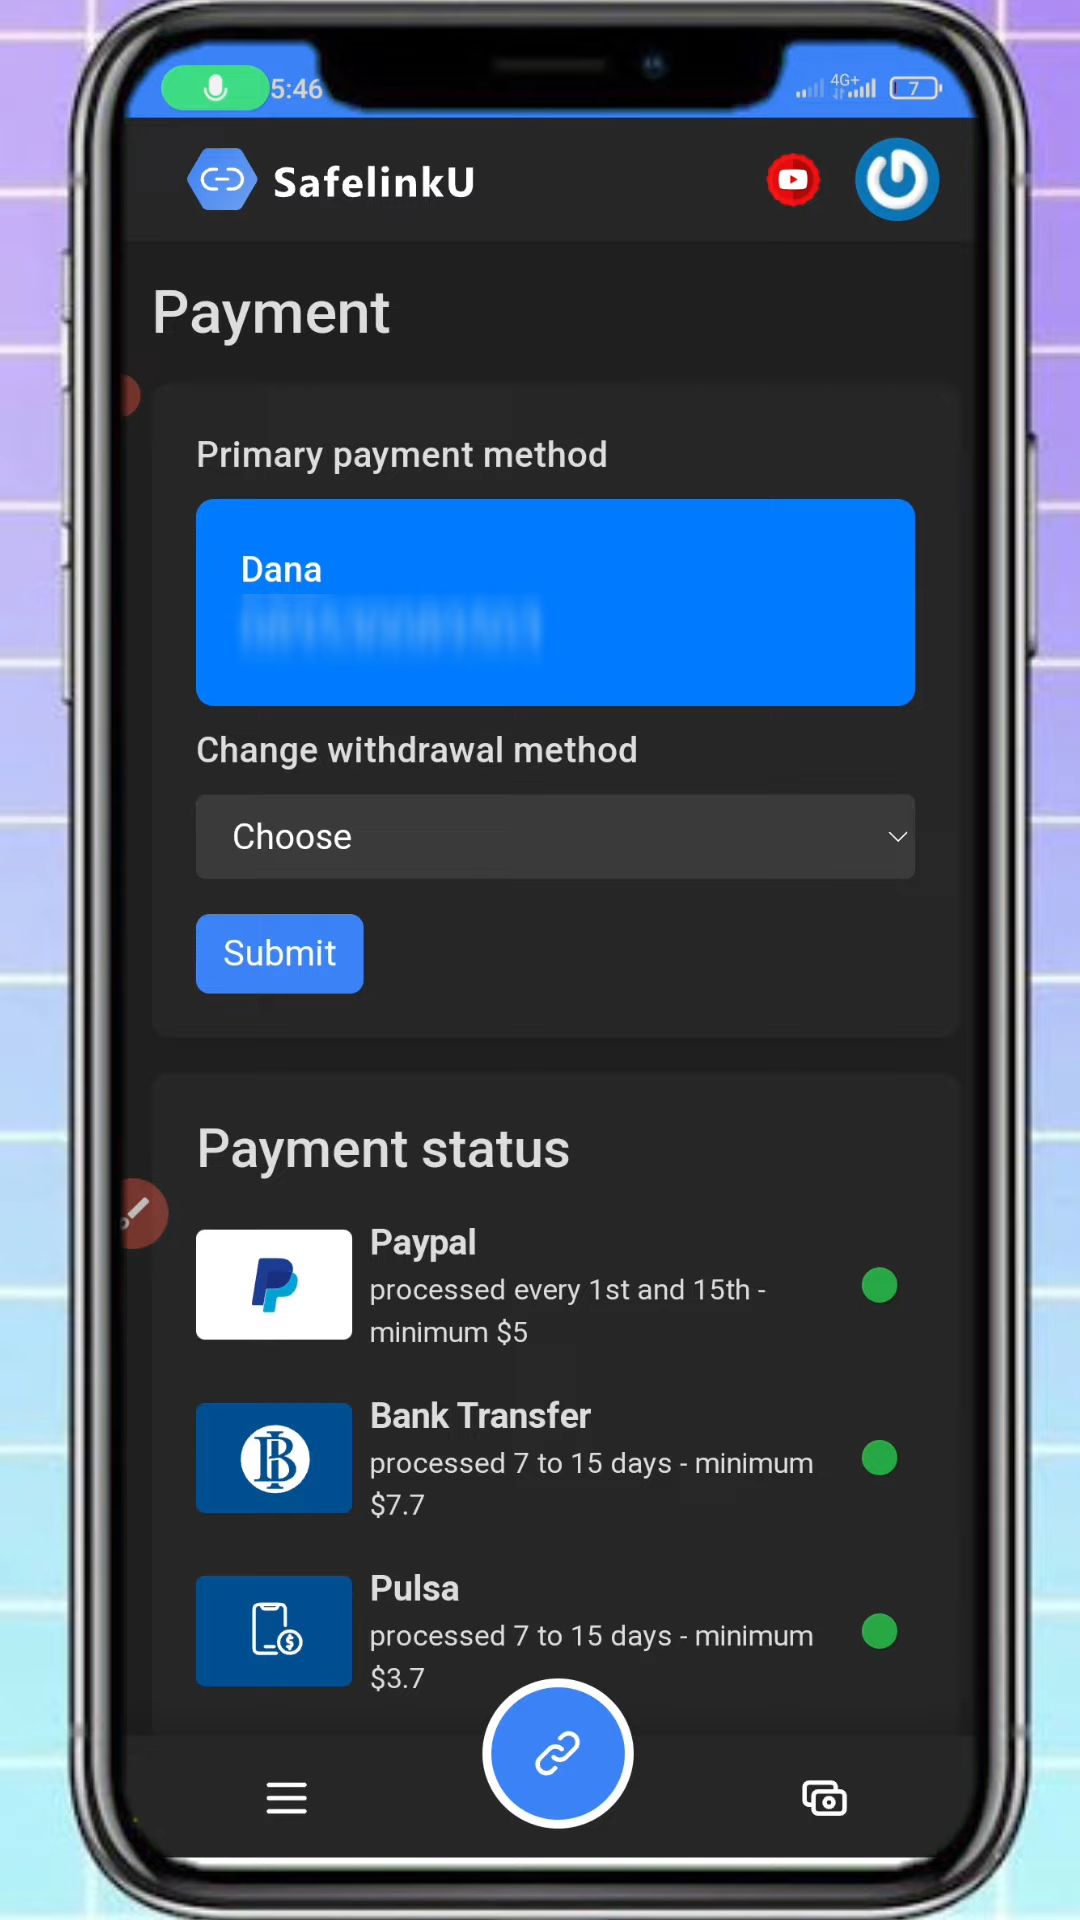 5:46
4G+
7
SafelinkU
Payment
Primary payment method
Dana
Change withdrawal method
Choose
Submit
Payment status
Paypal
processed every 1st and 15th -
minimum $5
Bank Transfer
processed 7 to 15 days - minimum
$7.7
Pulsa
processed 7 to 15 days - minimum
$3.7